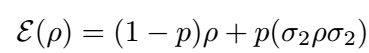 ℰ(ρ) = (1 − p)ρ + p(σ₂ρσ₂)